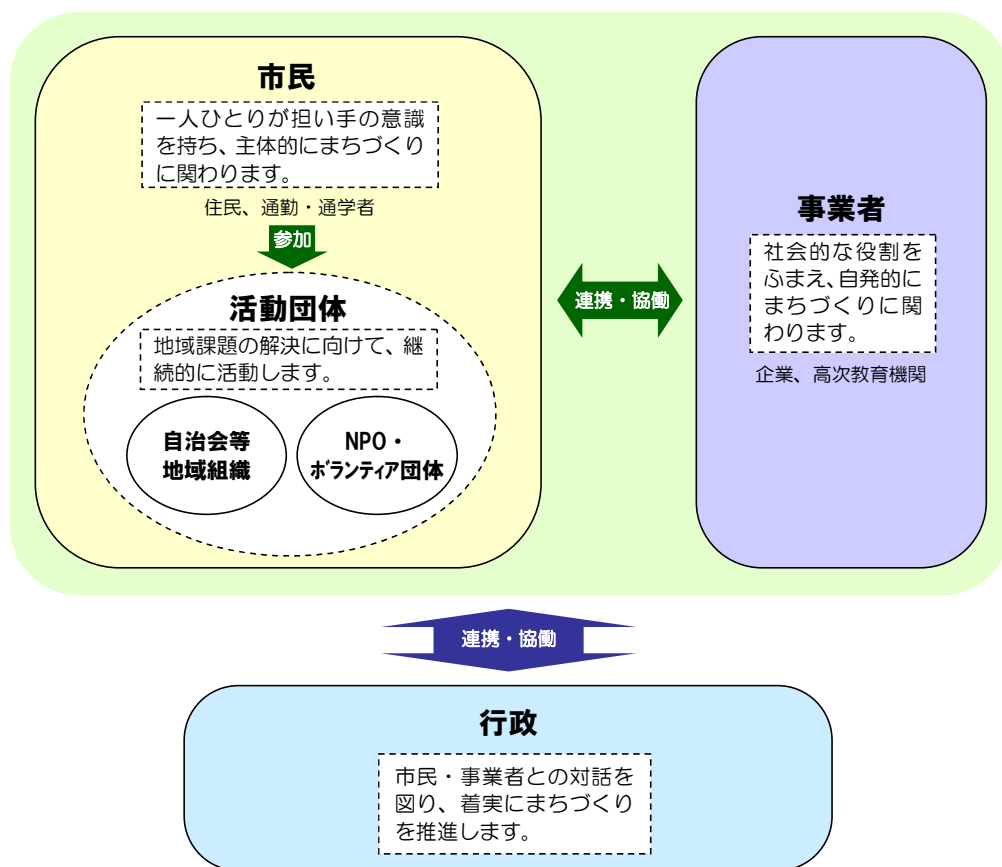 市民
一人ひとりが担い手の意識
を持ち、主体的にまちづくり
に関わります。
住民、通勤・通学者
参加
活動団体
地域課題の解決に向けて、継
続的に活動します。
自治会等
地域組織
NPO・
ボランティア団体
連携・協働
事業者
社会的な役割を
ふまえ、自発的に
まちづくりに関
わります。
企業、高次教育機関
連携・協働
行政
市民・事業者との対話を
図り、着実にまちづくり
を推進します。